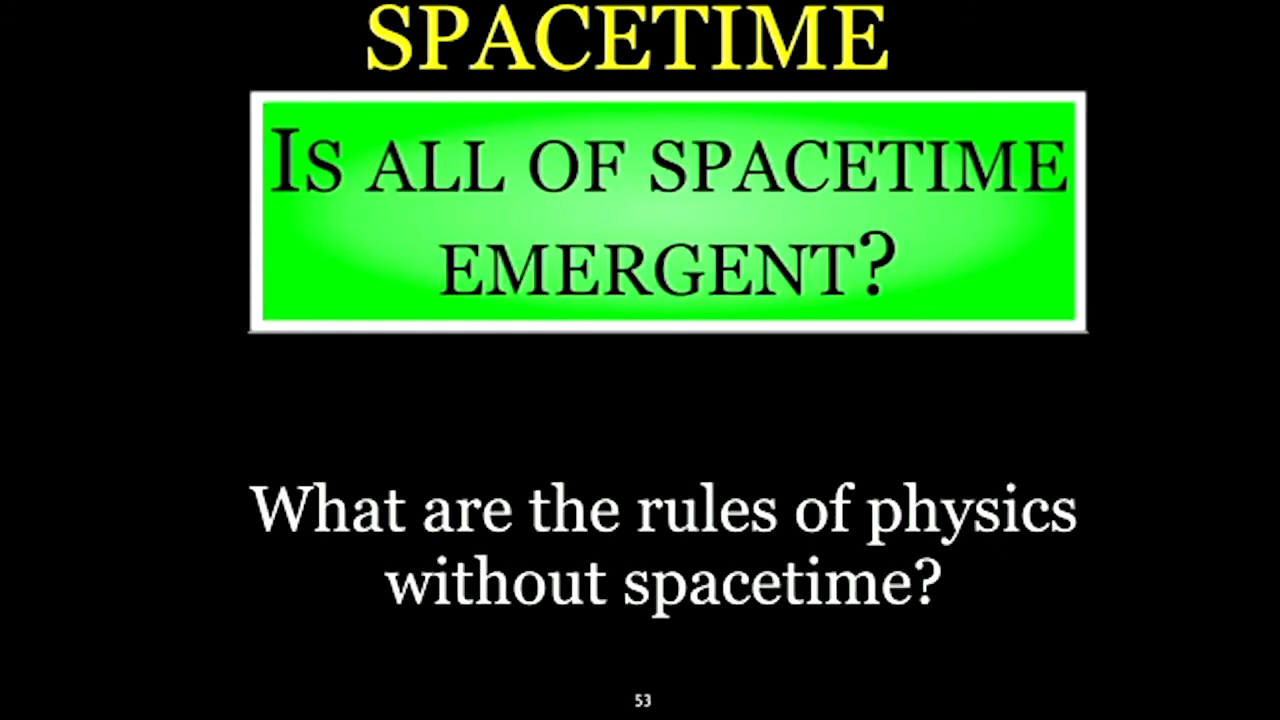 SPACETIME
IS ALL OF SPACETIME
EMERGENT?
What are the rules of physics
without spacetime?
53